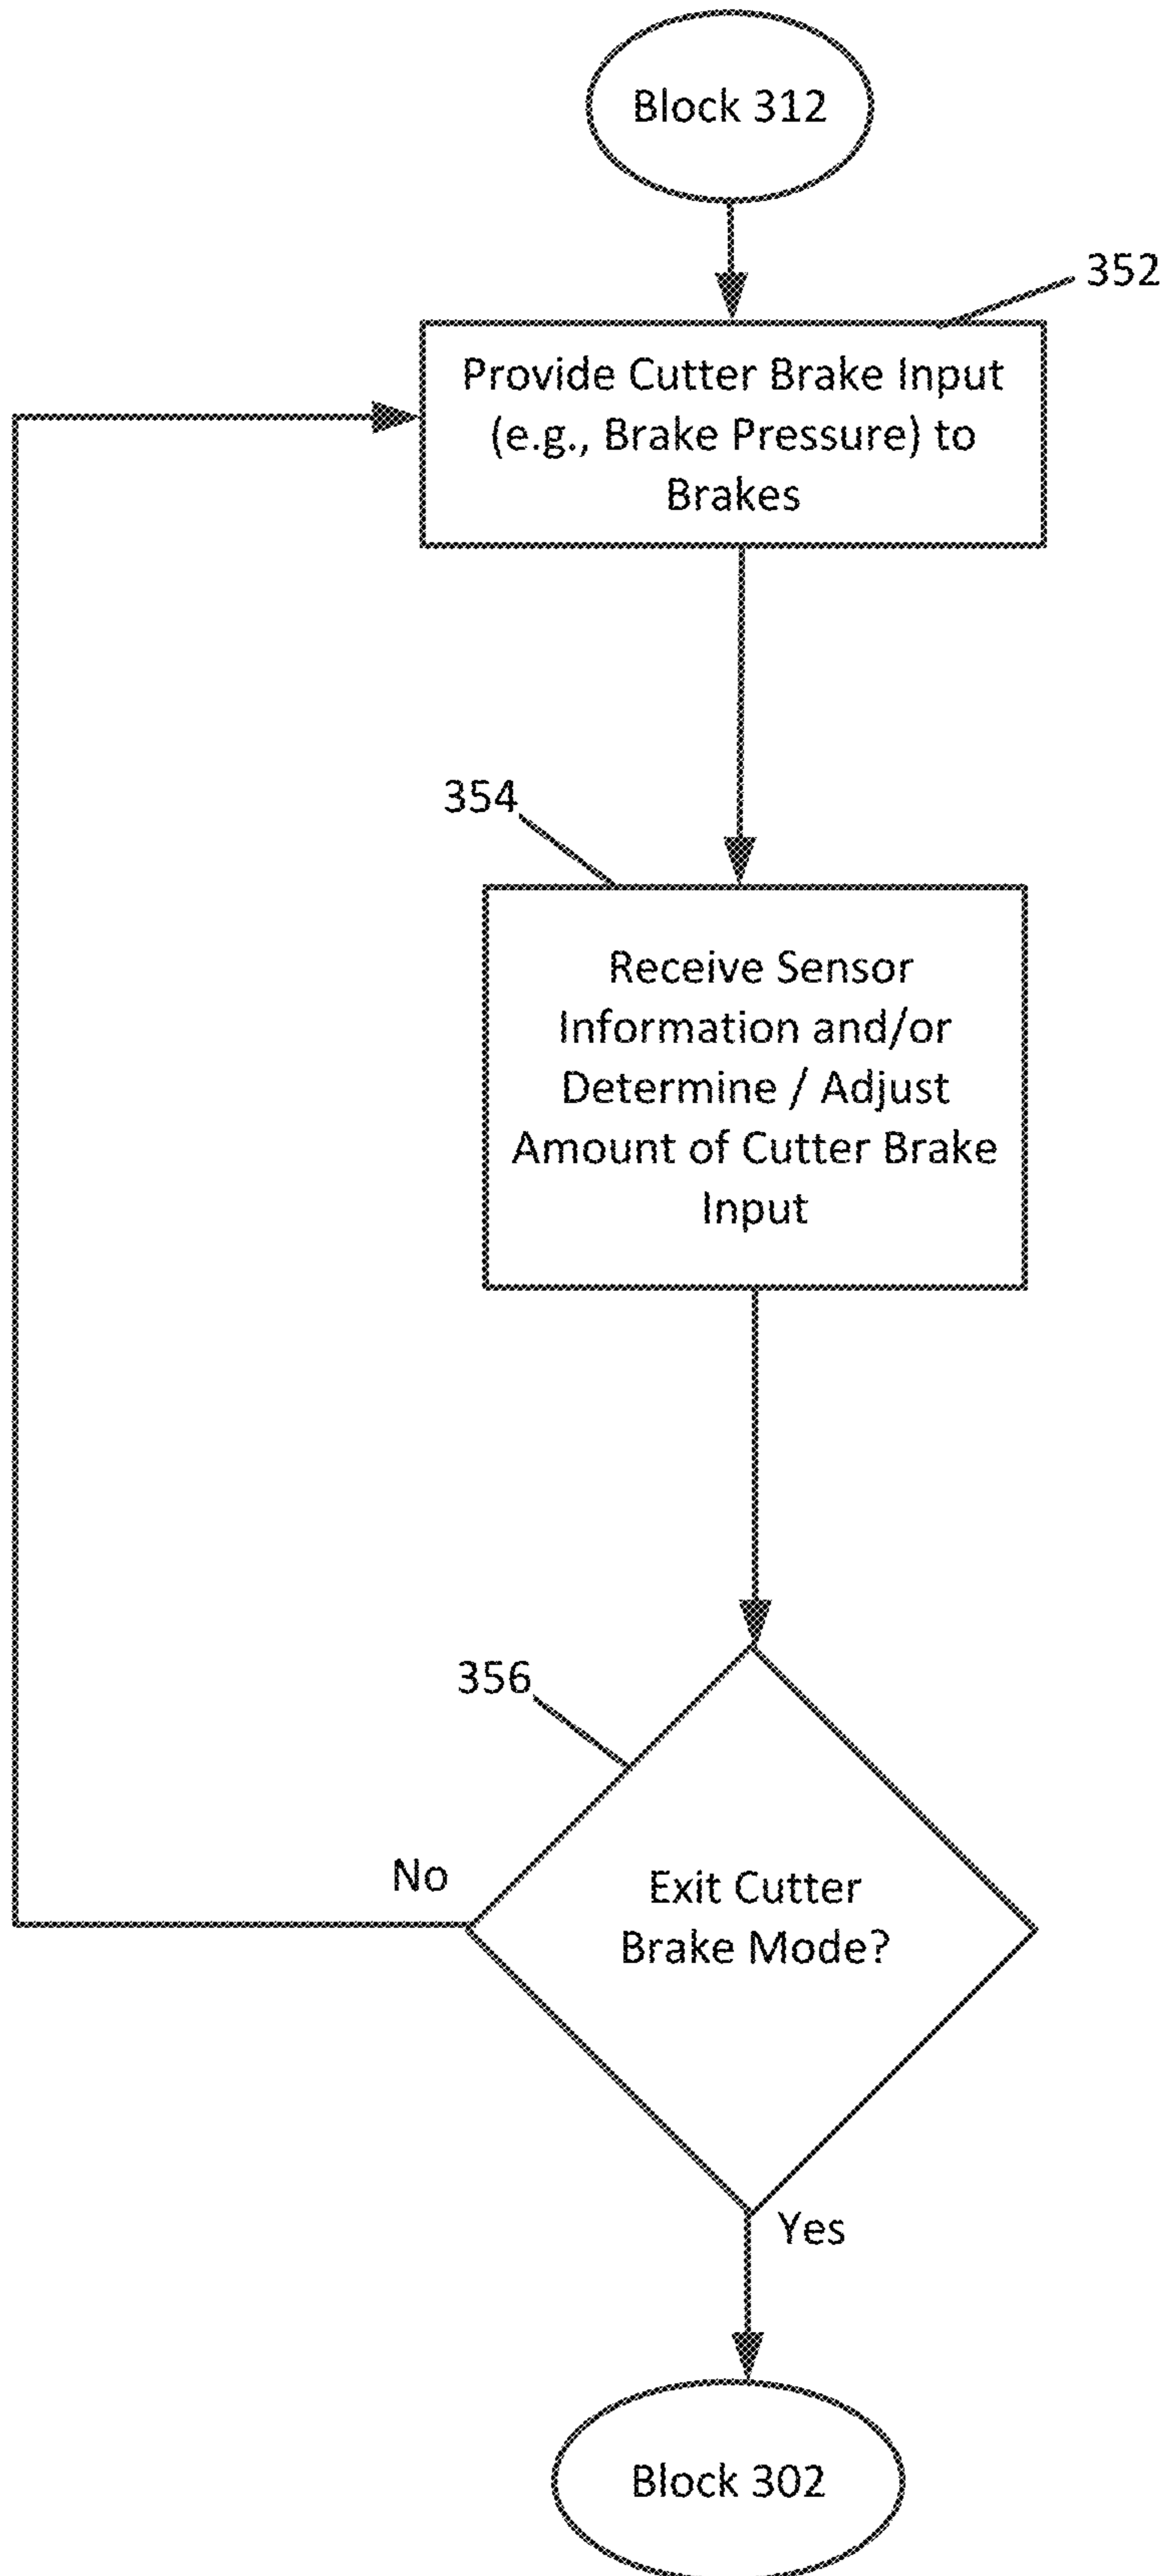 Block 312
352
Provide Cutter Brake Input
(e.g., Brake Pressure) to
Brakes
354
Receive Sensor
Information and/or
Determine / Adjust
Amount of Cutter Brake
Input
356
No
Exit Cutter
Brake Mode?
Yes
Block 302